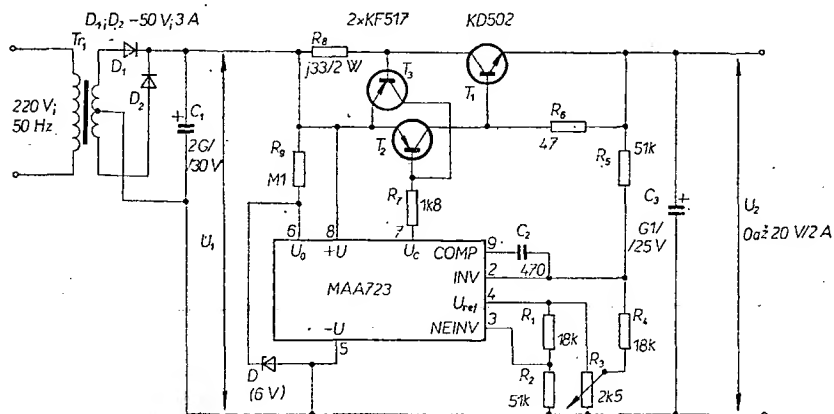 D₁; D₂ – 50 V; 3 A
2×KF517
KD502
Tr₁
D₁
D₂
R₈
j33/2 W
T₃
T₁
220 V;
50 Hz
C₁
+
2G/
/30 V
T₂
R₆
47
R₅
51k
R₉
M1
R₇
1k8
C₃
+
G1/
/25 V
U₁
U₂
0až 20 V/2 A
6
8
7
U₀
+U
U_C
COMP
9
C₂
470
INV
2
MAA723
U_ref
4
NEINV
3
-U
5
R₁
18k
R₂
51k
R₃
2k5
R₄
18k
D
(6 V)